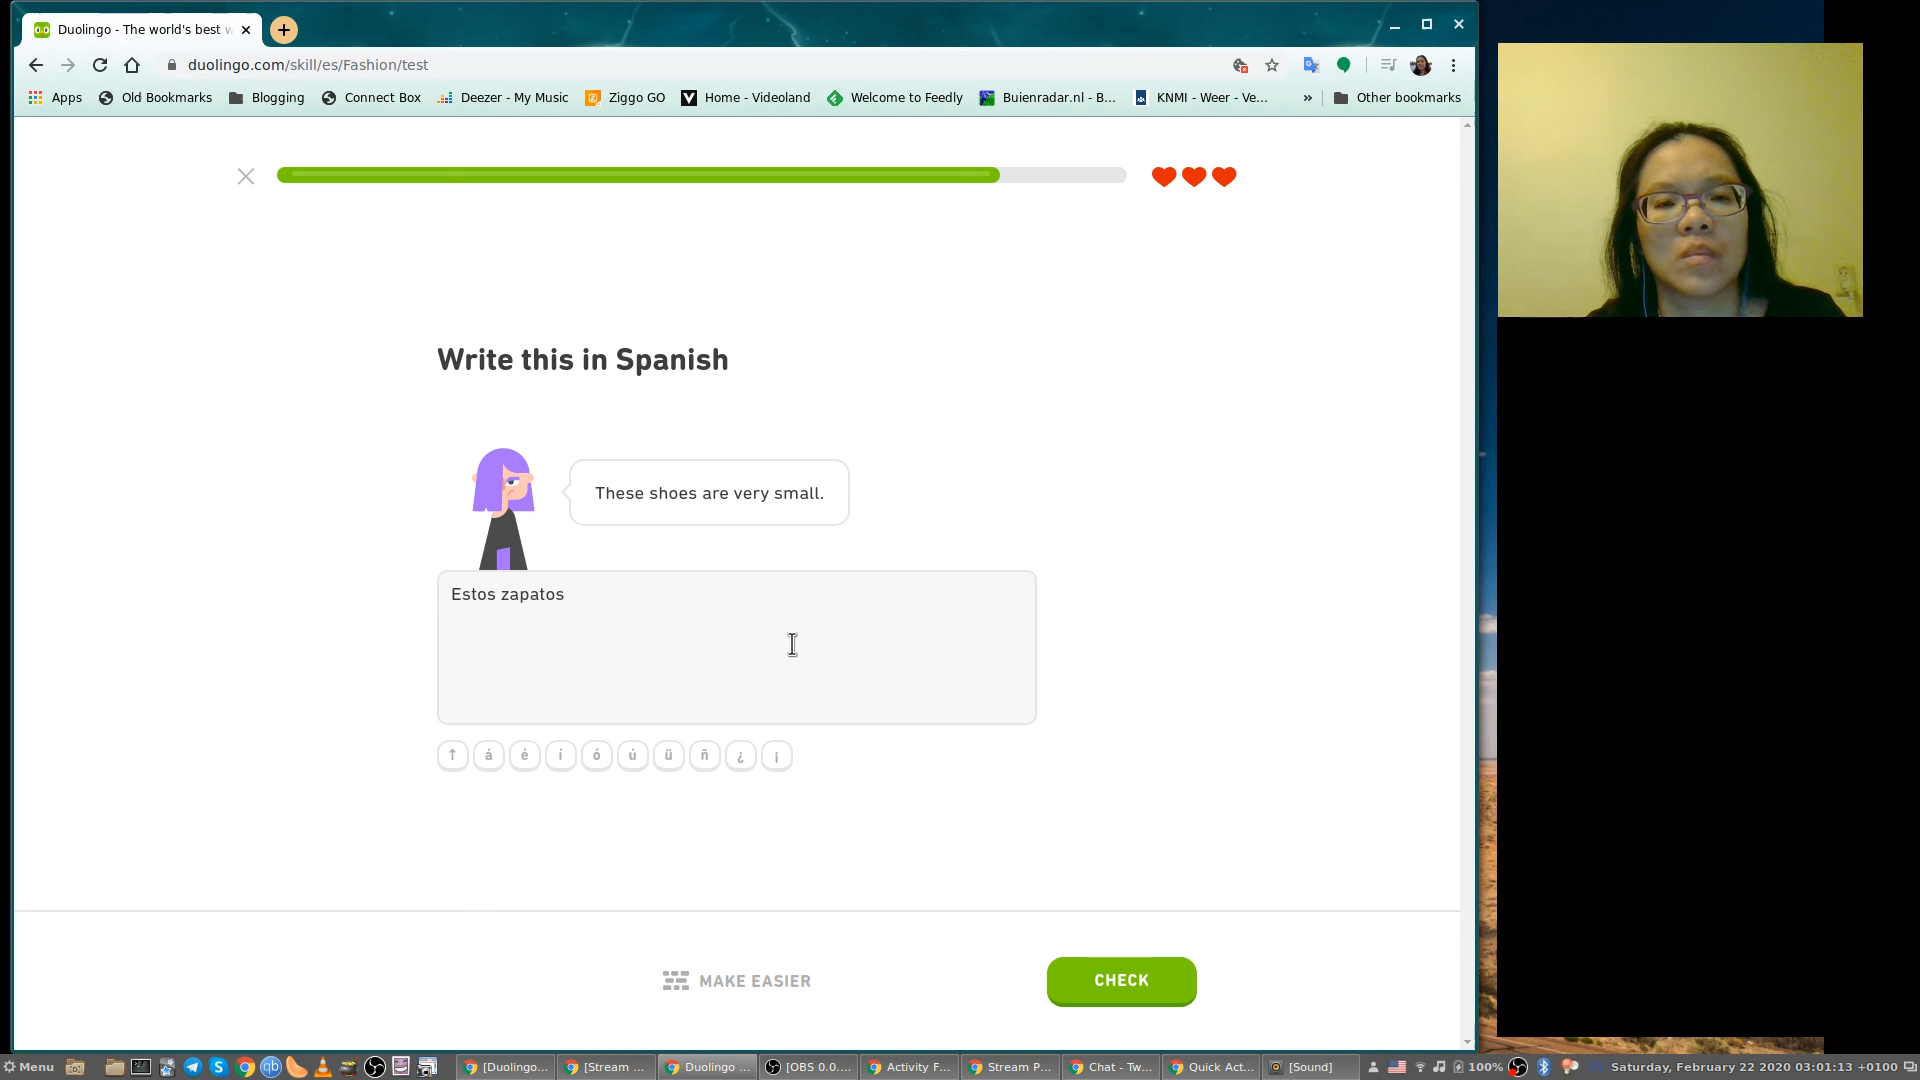 Duolingo - The world's best w
duolingo.com/skill/es/Fashion/test
Apps Old Bookmarks Blogging Connect Box Deezer - My Music Ziggo GO Home - Videoland Welcome to Feedly Buienradar.nl - B... KNMI - Weer - Ve... » Other bookmarks
Write this in Spanish
These shoes are very small.
Estos zapatos
↑ á é í ó ú ü ñ ¿ ¡
MAKE EASIER
CHECK
Menu [Duolingo... [Stream ... Duolingo ... [OBS 0.0.... Activity F... Stream P... Chat - Tw... Quick Act... [Sound] 100% Saturday, February 22 2020 03:01:13 +0100